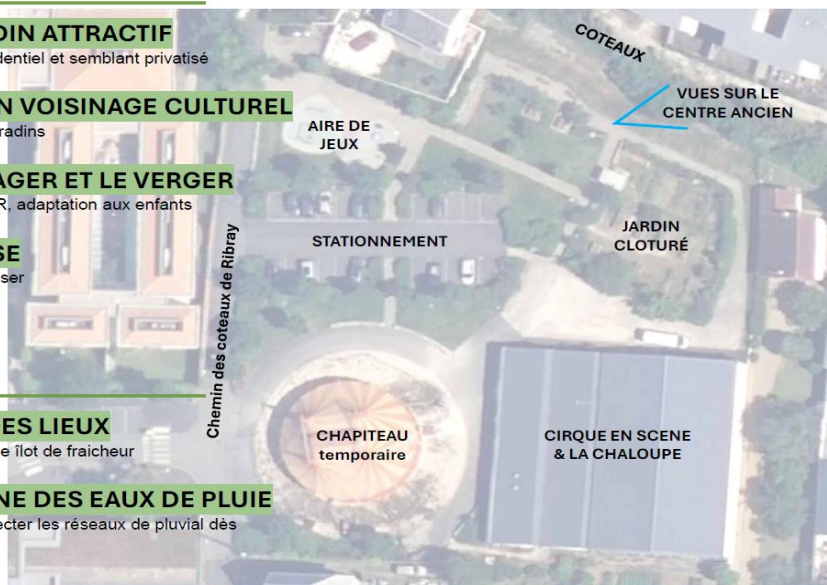 DIN ATTRACTIF
dentiel et semblant privatisé
N VOISINAGE CULTUREL
radins
AGER ET LE VERGER
R, adaptation aux enfants
SE
ser
ES LIEUX
e îlot de fraicheur
NE DES EAUX DE PLUIE
ecter les réseaux de pluvial dès
COTEAUX
VUES SUR LE
CENTRE ANCIEN
AIRE DE
JEUX
STATIONNEMENT
JARDIN
CLOTURÉ
Chemin des coteaux de Ribray
CHAPITEAU
temporaire
CIRQUE EN SCENE
& LA CHALOUPE